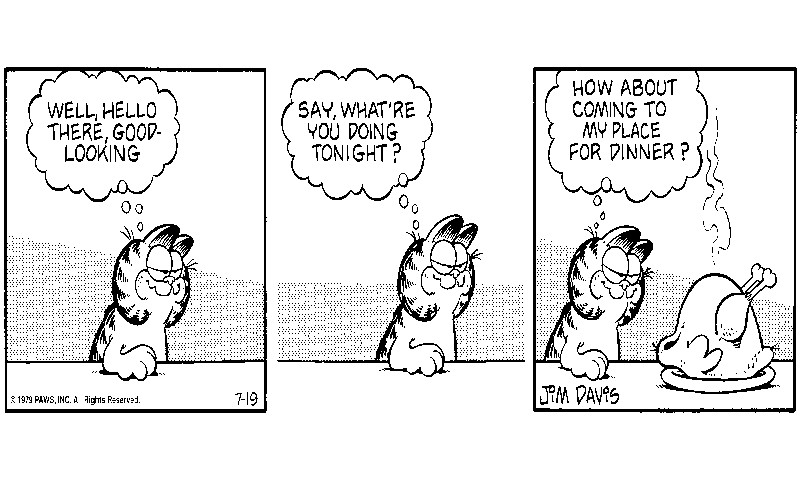 WELL, HELLO
THERE, GOOD-
LOOKING
SAY, WHAT'RE
YOU DOING
TONIGHT?
HOW ABOUT
COMING TO
MY PLACE
FOR DINNER?
© 1979 PAWS, INC. A Rights Reserved.
7-19
JIM DAVIS